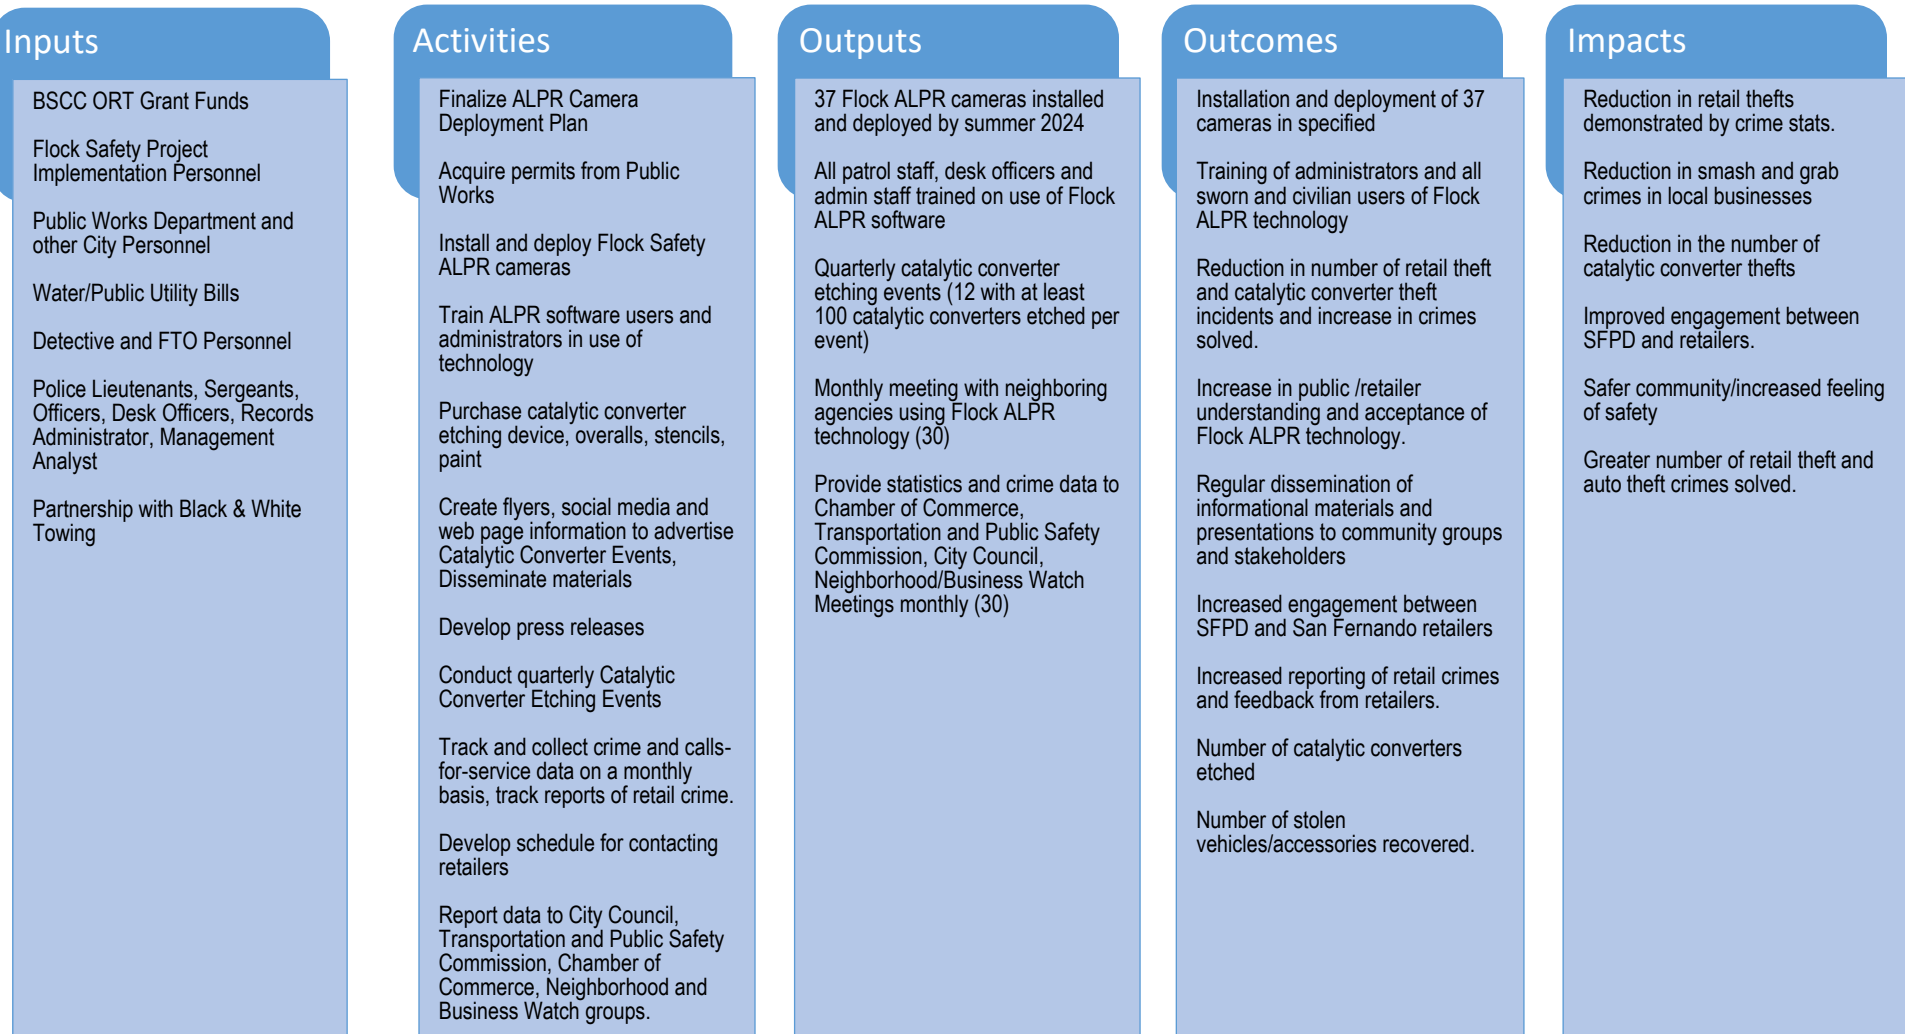 Inputs
BSCC ORT Grant Funds
Flock Safety Project
Implementation Personnel
Public Works Department and
other City Personnel
Water/Public Utility Bills
Detective and FTO Personnel
Police Lieutenants, Sergeants,
Officers, Desk Officers, Records
Administrator, Management
Analyst
Partnership with Black & White
Towing
Activities
Finalize ALPR Camera
Deployment Plan
Acquire permits from Public
Works
Install and deploy Flock Safety
ALPR cameras
Train ALPR software users and
administrators in use of
technology
Purchase catalytic converter
etching device, overalls, stencils,
paint
Create flyers, social media and
web page information to advertise
Catalytic Converter Events,
Disseminate materials
Develop press releases
Conduct quarterly Catalytic
Converter Etching Events
Track and collect crime and calls-
for-service data on a monthly
basis, track reports of retail crime.
Develop schedule for contacting
retailers
Report data to City Council,
Transportation and Public Safety
Commission, Chamber of
Commerce, Neighborhood and
Business Watch groups.
Outputs
37 Flock ALPR cameras installed
and deployed by summer 2024
All patrol staff, desk officers and
admin staff trained on use of Flock
ALPR software
Quarterly catalytic converter
etching events (12 with at least
100 catalytic converters etched per
event)
Monthly meeting with neighboring
agencies using Flock ALPR
technology (30)
Provide statistics and crime data to
Chamber of Commerce,
Transportation and Public Safety
Commission, City Council,
Neighborhood/Business Watch
Meetings monthly (30)
Outcomes
Installation and deployment of 37
cameras in specified
Training of administrators and all
sworn and civilian users of Flock
ALPR technology
Reduction in number of retail theft
and catalytic converter theft
incidents and increase in crimes
solved.
Increase in public /retailer
understanding and acceptance of
Flock ALPR technology.
Regular dissemination of
informational materials and
presentations to community groups
and stakeholders
Increased engagement between
SFPD and San Fernando retailers
Increased reporting of retail crimes
and feedback from retailers.
Number of catalytic converters
etched
Number of stolen
vehicles/accessories recovered.
Impacts
Reduction in retail thefts
demonstrated by crime stats.
Reduction in smash and grab
crimes in local businesses
Reduction in the number of
catalytic converter thefts
Improved engagement between
SFPD and retailers.
Safer community/increased feeling
of safety
Greater number of retail theft and
auto theft crimes solved.